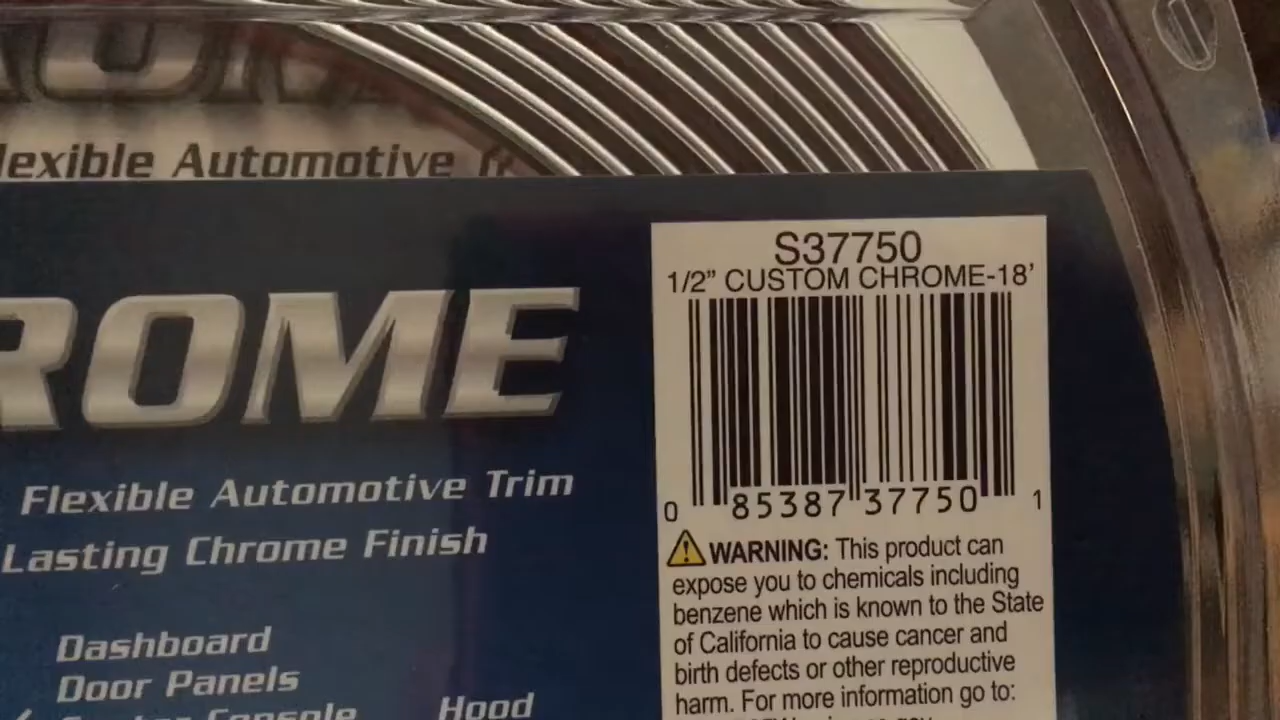 lexible Automotive
ROME
Flexible Automotive Trim
Lasting Chrome Finish
Dashboard
Door Panels
Console
Hood
S37750
1/2" CUSTOM CHROME-18'
0 85387 37750 1
WARNING: This product can
expose you to chemicals including
benzene which is known to the State
of California to cause cancer and
birth defects or other reproductive
harm. For more information go to: